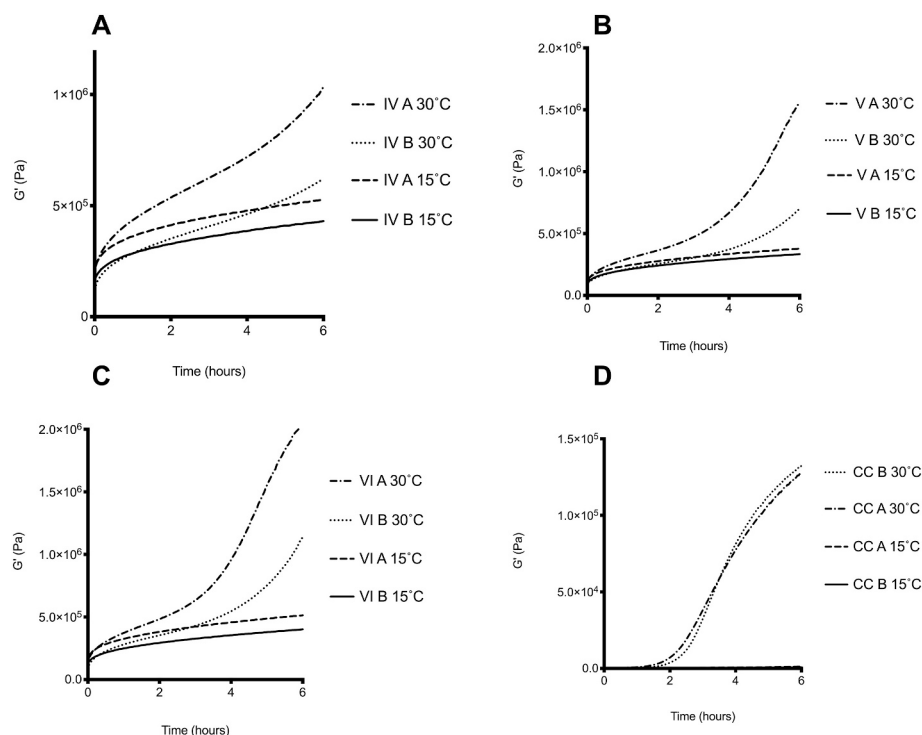 A
1×10⁶
5×10⁵
0
G' (Pa)
0 2 4 6
Time (hours)
IV A 30˚C
IV B 30˚C
IV A 15˚C
IV B 15˚C
B
2.0×10⁶
1.5×10⁶
1.0×10⁶
5.0×10⁵
0.0
G' (Pa)
0 2 4 6
Time (hours)
V A 30˚C
V B 30˚C
V A 15˚C
V B 15˚C
C
2.0×10⁶
1.5×10⁶
1.0×10⁶
5.0×10⁵
0.0
G' (Pa)
0 2 4 6
Time (hours)
VI A 30˚C
VI B 30˚C
VI A 15˚C
VI B 15˚C
D
1.5×10⁵
1.0×10⁵
5.0×10⁴
0
G' (Pa)
0 2 4 6
Time (hours)
CC B 30˚C
CC A 30˚C
CC A 15˚C
CC B 15˚C